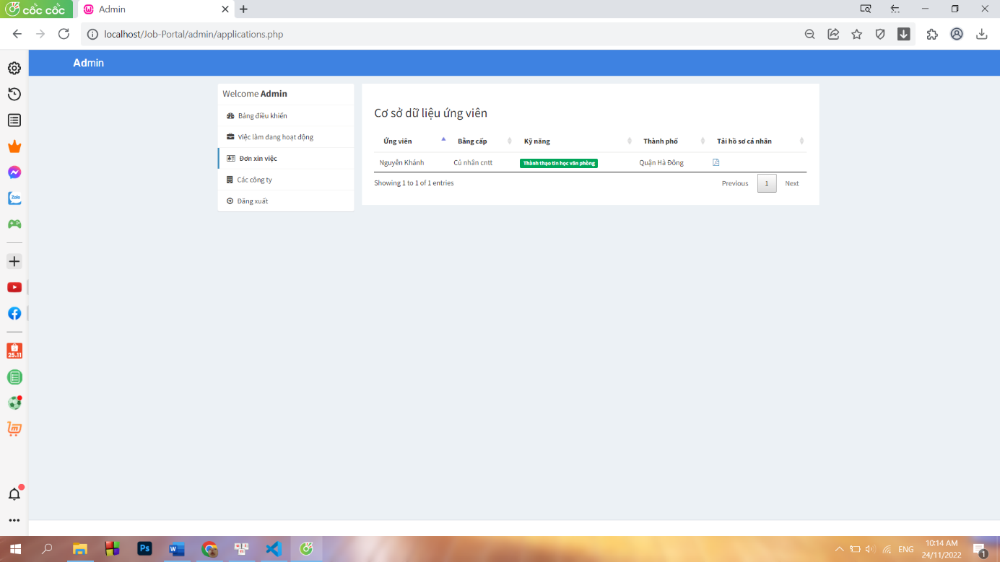 cốc cốc
Admin
localhost/Job-Portal/admin/applications.php
Admin
Welcome Admin
Bảng điều khiển
Việc làm đang hoạt động
Đơn xin việc
Các công ty
Đăng xuất
Cơ sở dữ liệu ứng viên
Ứng viên Bằng cấp Kỹ năng Thành phố Tải hồ sơ cá nhân
Nguyễn Khánh Củ nhân cntt Thành thạo tin học văn phòng Quận Hà Đông
Showing 1 to 1 of 1 entries
Previous 1 Next
Zalo
25.11
Ps
ENG
10:14 AM
24/11/2022
1